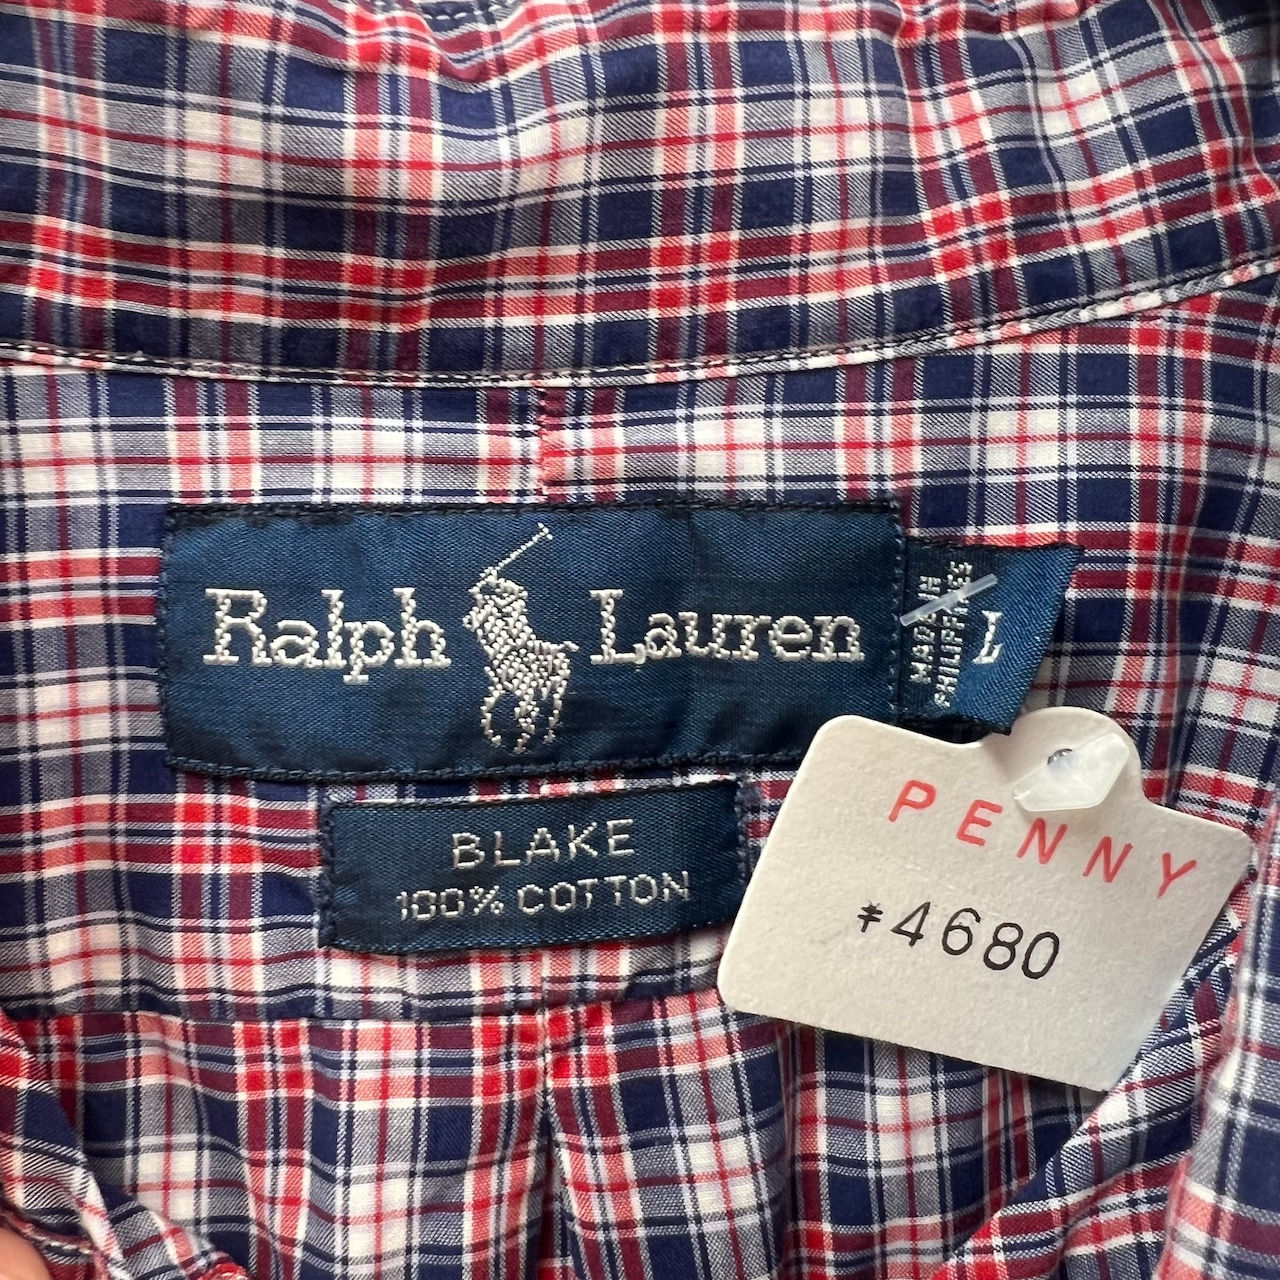 Ralph Lauren
MADE IN
PHILIPPINES
L
BLAKE
100% COTTON
PENNY
¥4680